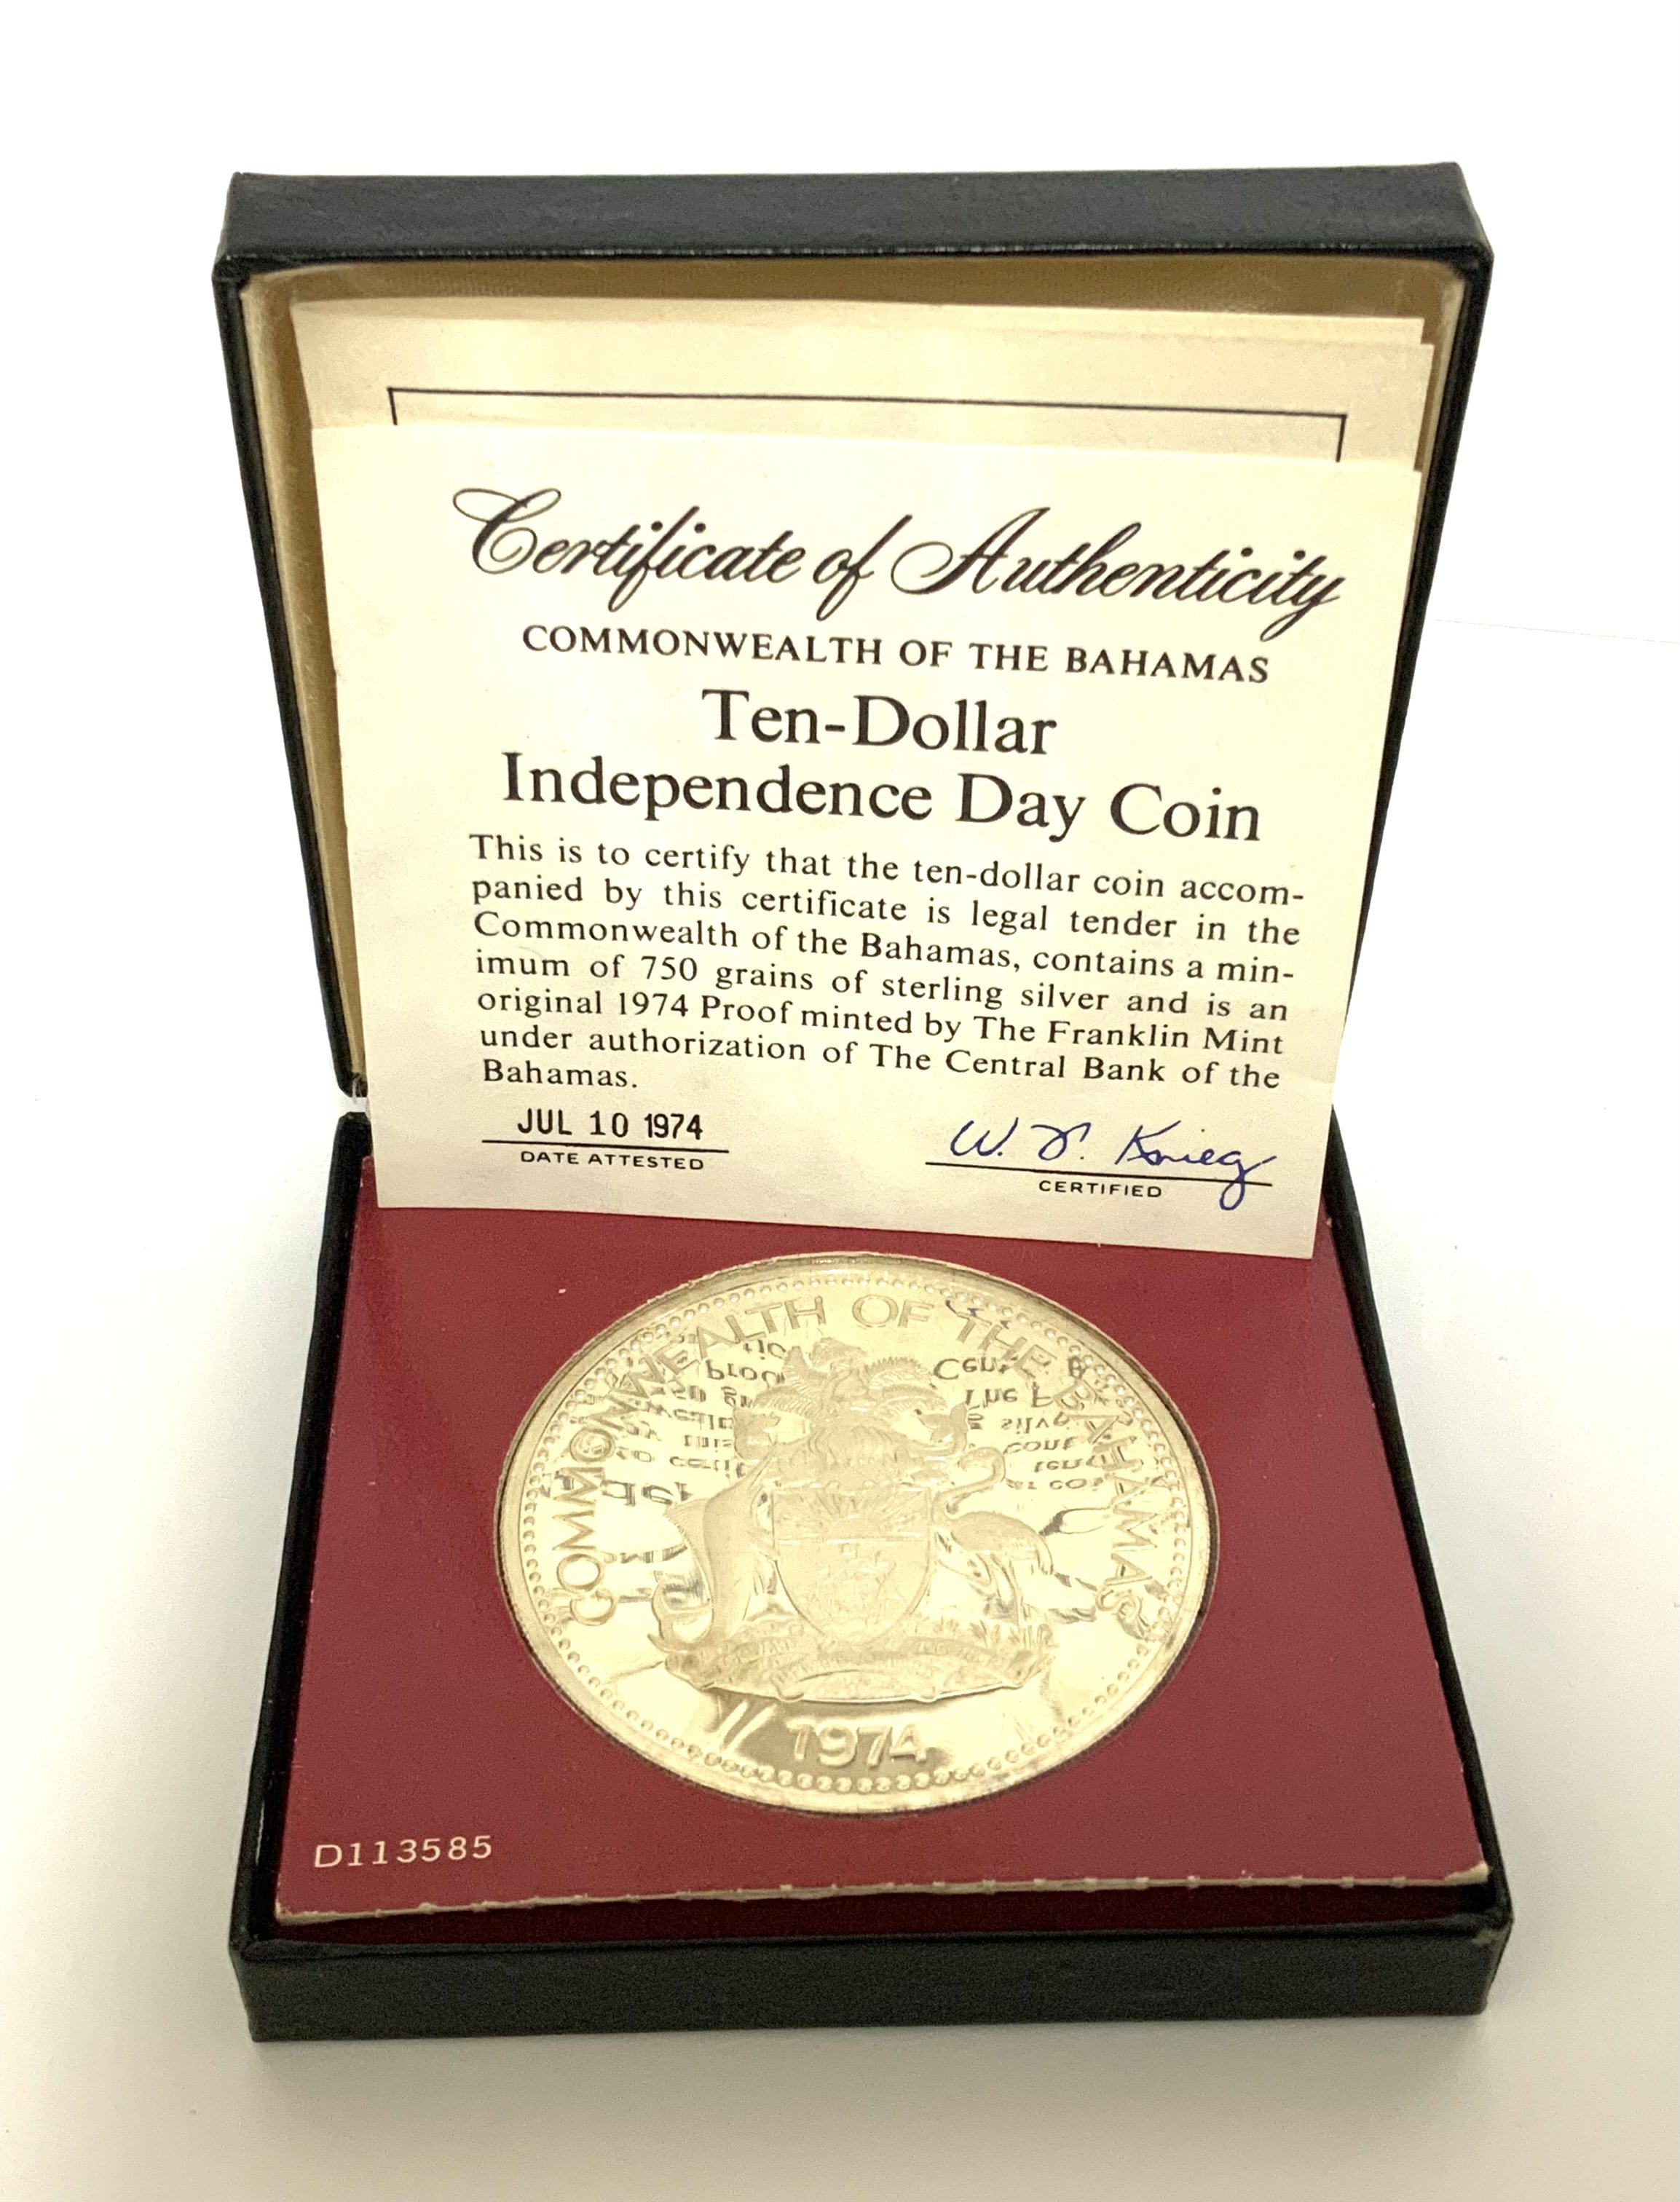 Certificate of Authenticity
COMMONWEALTH OF THE BAHAMAS
Ten-Dollar
Independence Day Coin
This is to certify that the ten-dollar coin accom-
panied by this certificate is legal tender in the
Commonwealth of the Bahamas, contains a min-
imum of 750 grains of sterling silver and is an
original 1974 Proof minted by The Franklin Mint
under authorization of The Central Bank of the
Bahamas.
JUL 10 1974
DATE ATTESTED
W. Krieg
CERTIFIED
COMMONWEALTH OF THE BAHAMAS
1974
D113585